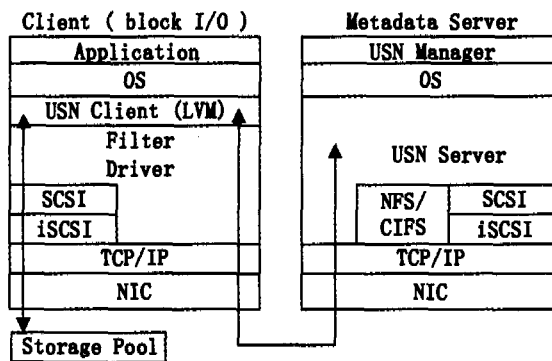 Client ( block I/O )
Application
OS
USN Client (LVM)
Filter
Driver
SCSI
iSCSI
TCP/IP
NIC
Storage Pool
Metadata Server
USN Manager
OS
USN Server
NFS/
CIFS
SCSI
iSCSI
TCP/IP
NIC